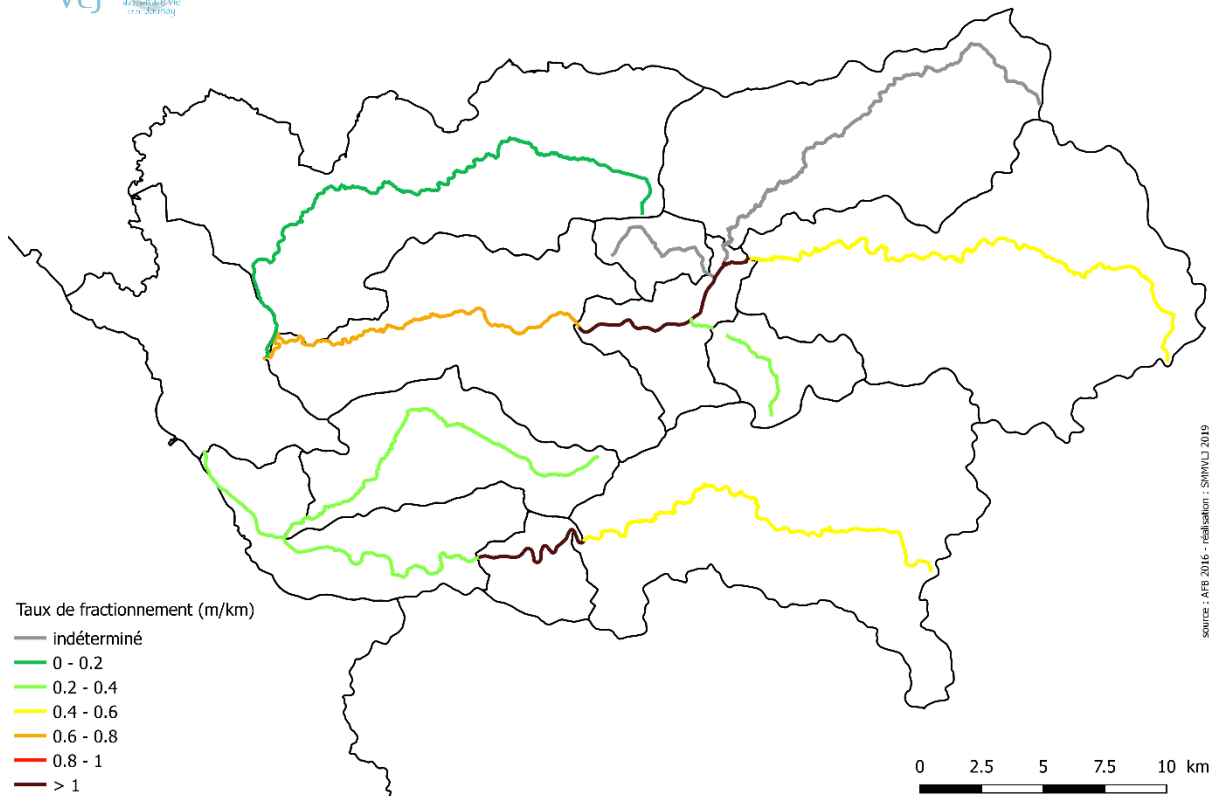 Taux de fractionnement (m/km)
indéterminé
0 - 0.2
0.2 - 0.4
0.4 - 0.6
0.6 - 0.8
0.8 - 1
> 1
0 2.5 5 7.5 10 km
source : AFB 2016 - réalisation : SMMVLJ 2019